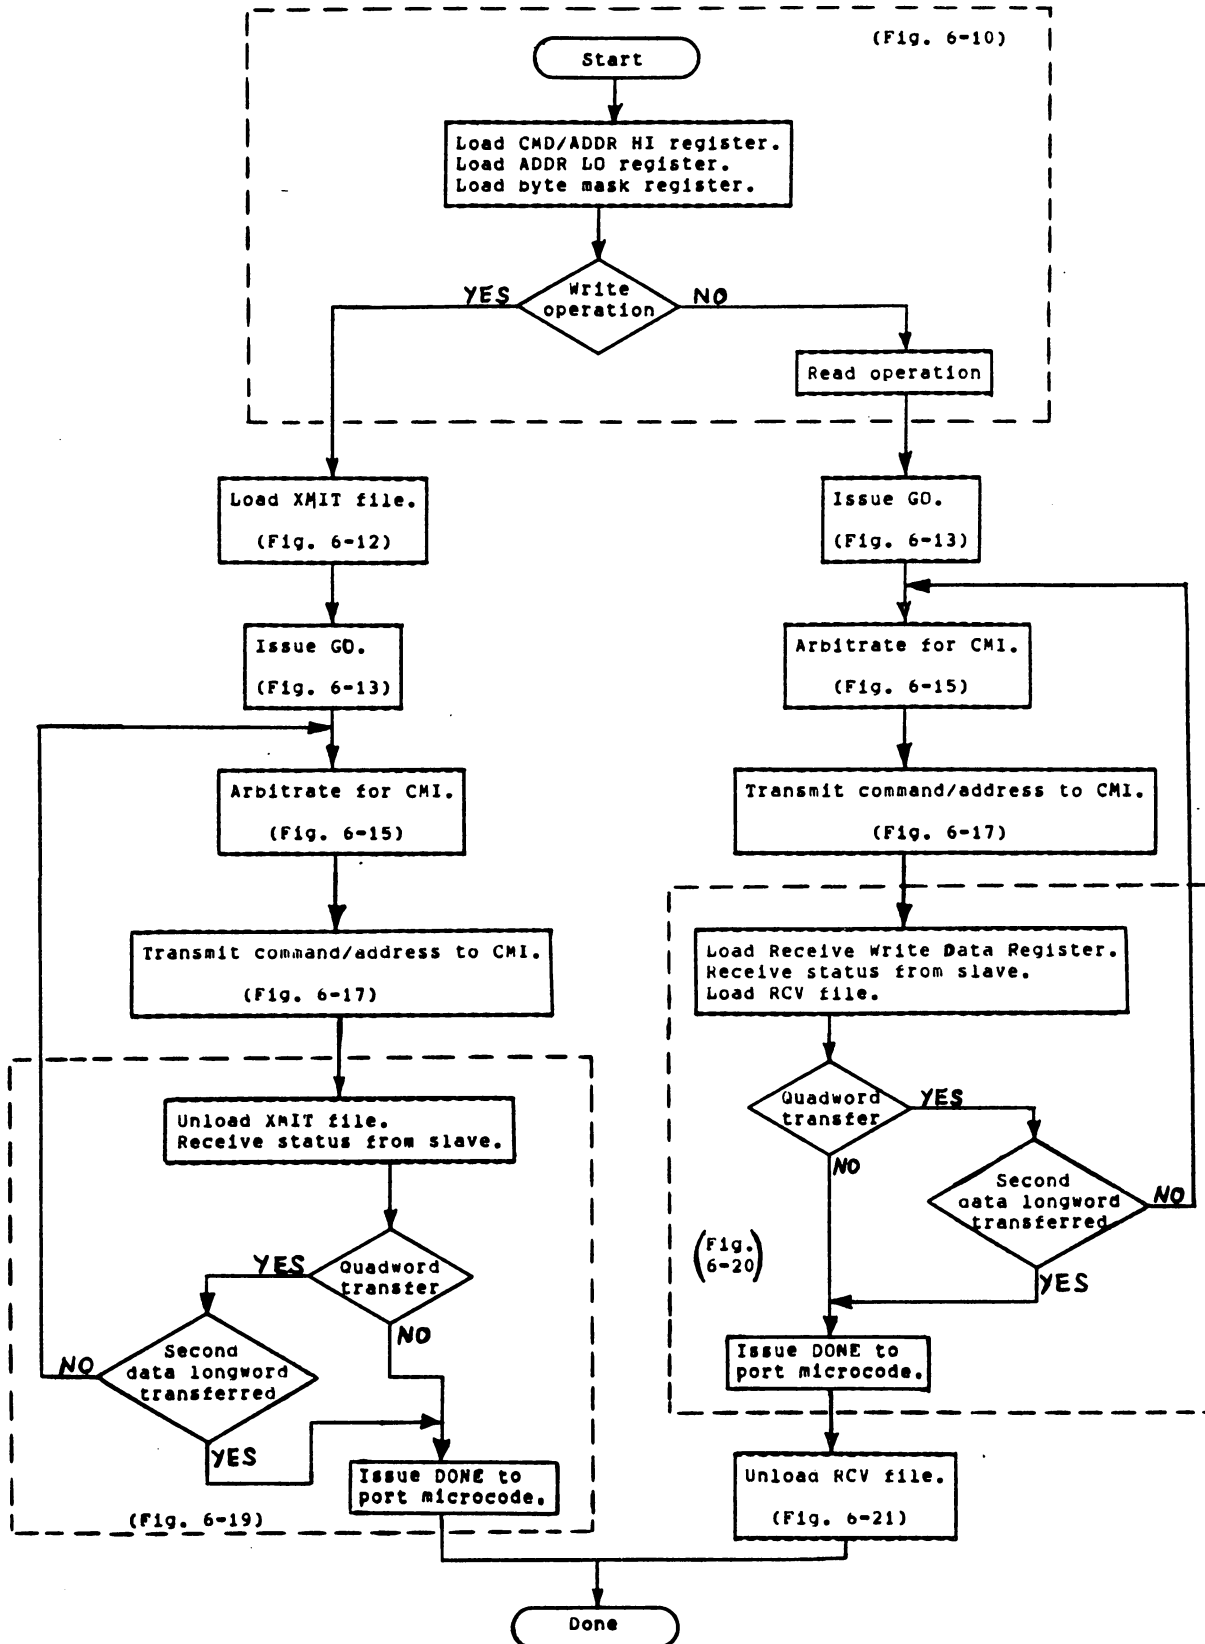 (Fig. 6-10)
Start
Load CMD/ADDR HI register.
Load ADDR LO register.
Load byte mask register.
Write
operation
YES
NO
Read operation
Load XMIT file.
(Fig. 6-12)
Issue GO.
(Fig. 6-13)
Arbitrate for CMI.
(Fig. 6-15)
Transmit command/address to CMI.
(Fig. 6-17)
Unload XMIT file.
Receive status from slave.
Quadword
transfer
YES
NO
Second
data longword
transferred
NO
YES
Issue DONE to
port microcode.
(Fig. 6-19)
Issue GO.
(Fig. 6-13)
Arbitrate for CMI.
(Fig. 6-15)
Transmit command/address to CMI.
(Fig. 6-17)
Load Receive Write Data Register.
Receive status from slave.
Load RCV file.
Quadword
transfer
YES
NO
Second
data longword
transferred
NO
YES
(Fig.
6-20)
Issue DONE to
port microcode.
Unload RCV file.
(Fig. 6-21)
Done